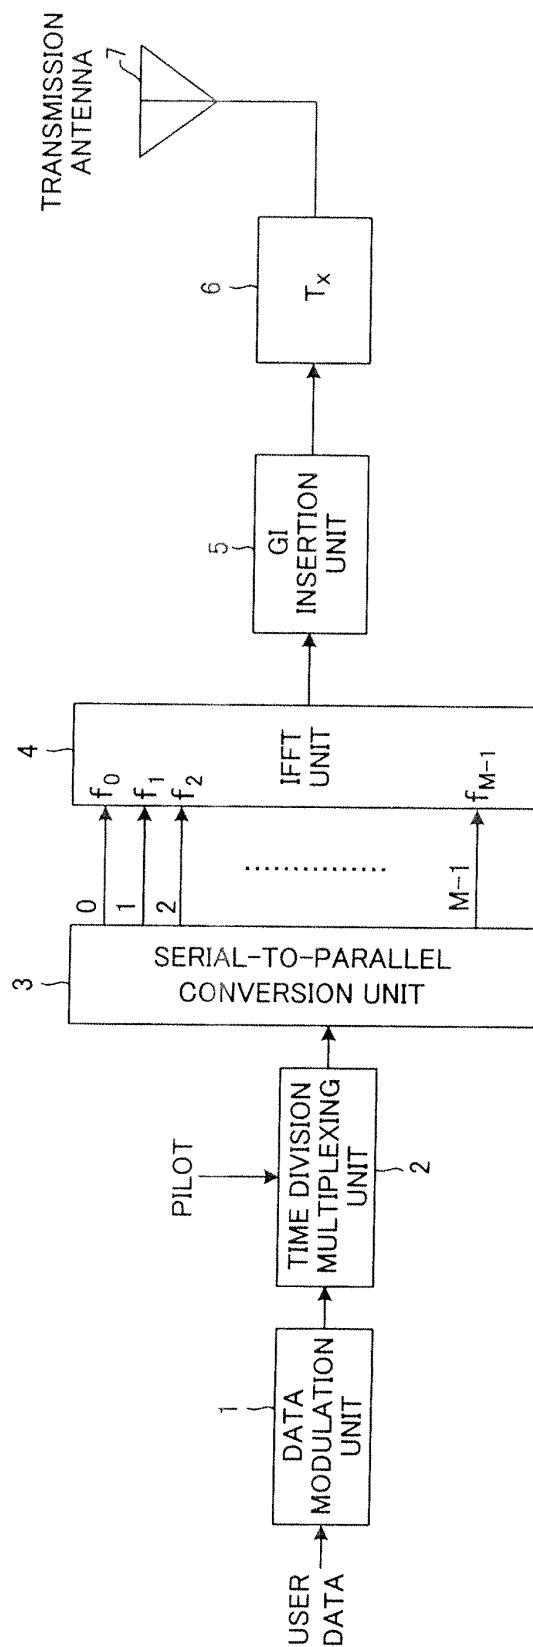 USER
DATA
1
DATA
MODULATION
UNIT
PILOT
TIME DIVISION
MULTIPLEXING
UNIT
2
3
SERIAL-TO-PARALLEL
CONVERSION UNIT
0
1
2
M-1
4
f0
f1
f2
fM-1
IFFT
UNIT
5
GI
INSERTION
UNIT
6
Tx
TRANSMISSION
ANTENNA
7